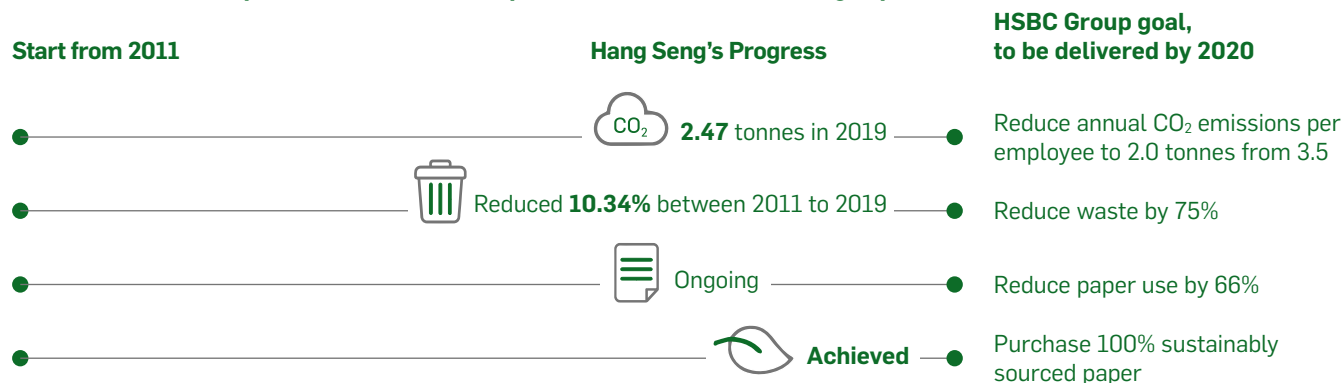 Start from 2011
Hang Seng's Progress
HSBC Group goal,
to be delivered by 2020
CO₂
2.47 tonnes in 2019
Reduce annual CO₂ emissions per
employee to 2.0 tonnes from 3.5
Reduced 10.34% between 2011 to 2019
Reduce waste by 75%
Ongoing
Reduce paper use by 66%
Achieved
Purchase 100% sustainably
sourced paper